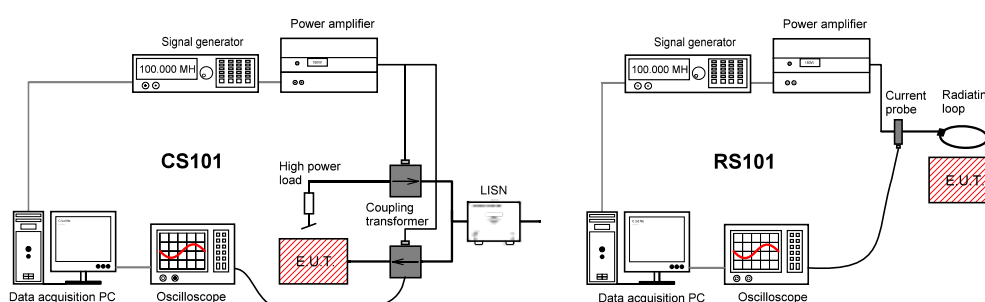 Power amplifier
Signal generator
100.000 MH
CS101
High power
load
Coupling
transformer
LISN
E.U.T.
Data acquisition PC
Oscilloscope
Power amplifier
Signal generator
100.000 MH
Current
probe
Radiatin
loop
RS101
E.U.T.
Data acquisition PC
Oscilloscope